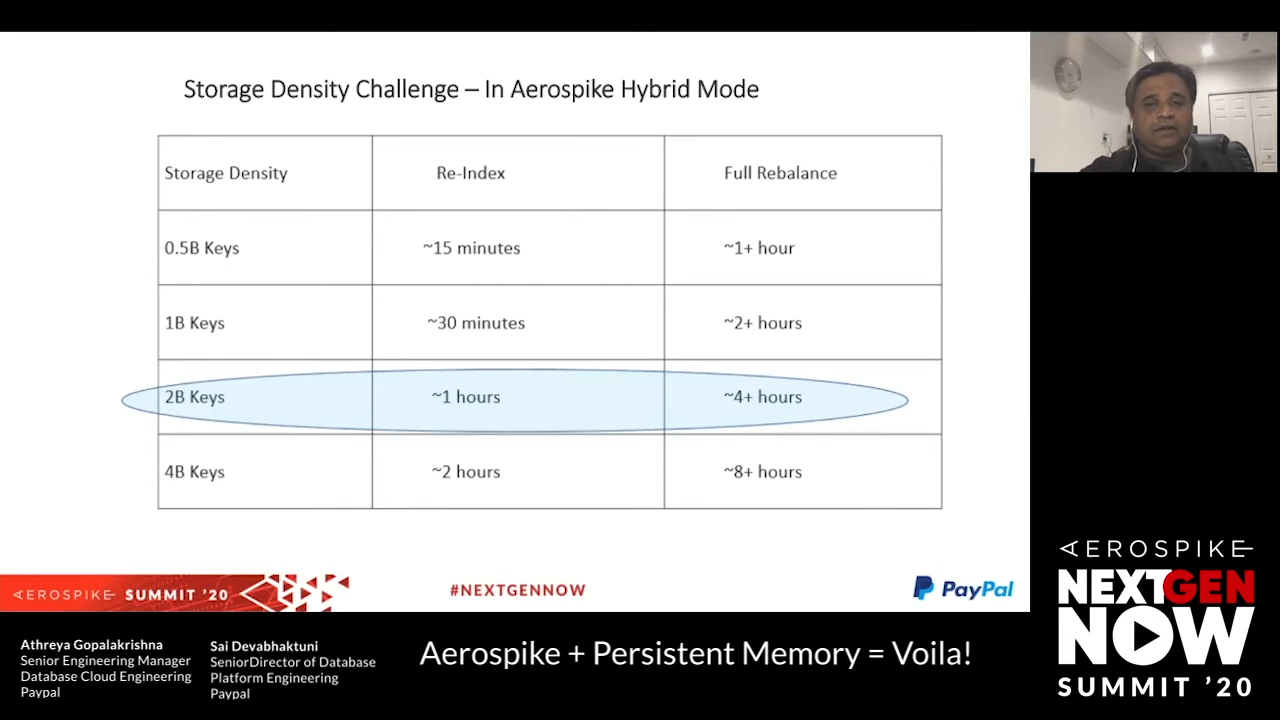 Storage Density Challenge – In Aerospike Hybrid Mode
Storage Density Re-Index Full Rebalance
0.5B Keys ~15 minutes ~1+ hour
1B Keys ~30 minutes ~2+ hours
2B Keys ~1 hours ~4+ hours
4B Keys ~2 hours ~8+ hours
AEROSPIKE SUMMIT '20
#NEXTGENNOW
PayPal
Athreya Gopalakrishna
Senior Engineering Manager
Database Cloud Engineering
Paypal
Sai Devabhaktuni
SeniorDirector of Database
Platform Engineering
Paypal
Aerospike + Persistent Memory = Voila!
AEROSPIKE
NEXTGEN
NOW
SUMMIT '20